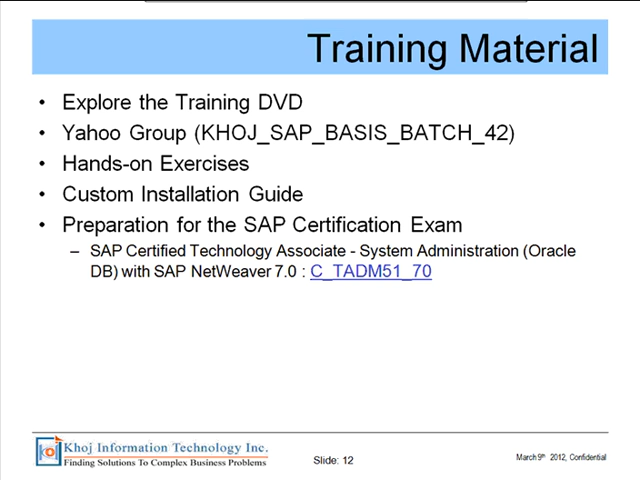 Training Material
• Explore the Training DVD
• Yahoo Group (KHOJ_SAP_BASIS_BATCH_42)
• Hands-on Exercises
• Custom Installation Guide
• Preparation for the SAP Certification Exam
– SAP Certified Technology Associate - System Administration (Oracle
DB) with SAP NetWeaver 7.0 : C_TADM51_70
Khoj Information Technology Inc.
Finding Solutions To Complex Business Problems
Slide: 12
March 9th 2012, Confidential